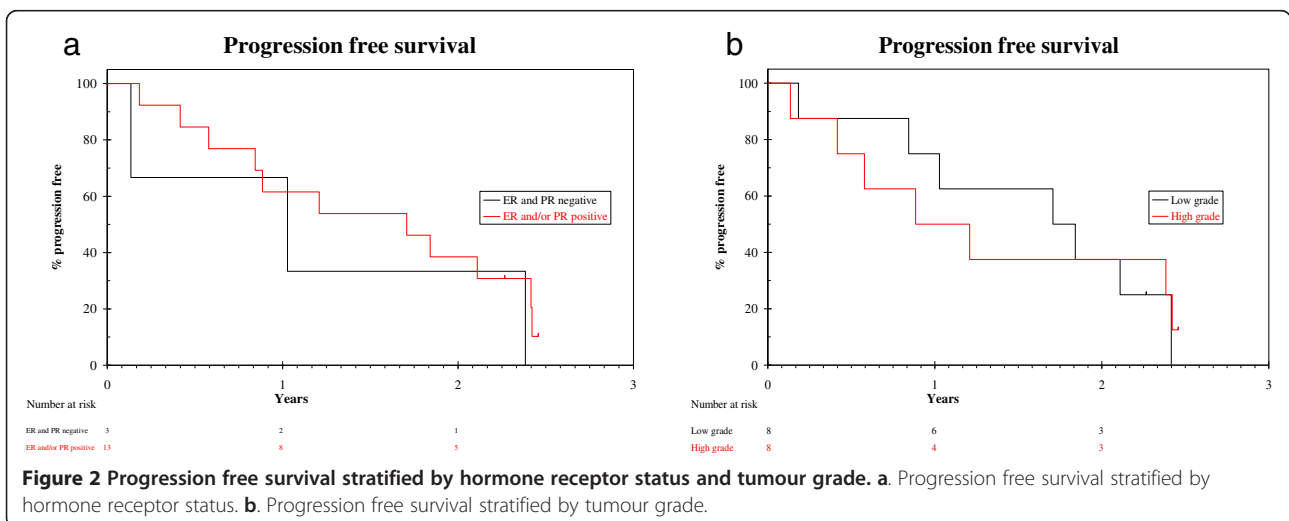 a
Progression free survival
100
80
60
40
20
0
% progression free
ER and PR negative
ER and/or PR positive
0 1 2 3
Years
Number at risk
ER and PR negative 3 2 1
ER and/or PR positive 13 8 5
b
Progression free survival
100
80
60
40
20
0
% progression free
Low grade
High grade
0 1 2 3
Years
Number at risk
Low grade 8 6 3
High grade 8 4 3
Figure 2 Progression free survival stratified by hormone receptor status and tumour grade. a. Progression free survival stratified by
hormone receptor status. b. Progression free survival stratified by tumour grade.